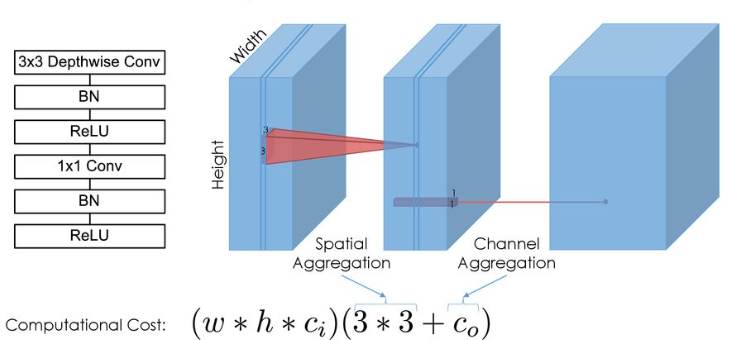 3x3 Depthwise Conv
BN
ReLU
1x1 Conv
BN
ReLU
Width
Height
3
3
1
1
Spatial
Aggregation
Channel
Aggregation
Computational Cost: (w * h * c_i)(3 * 3 + c_o)